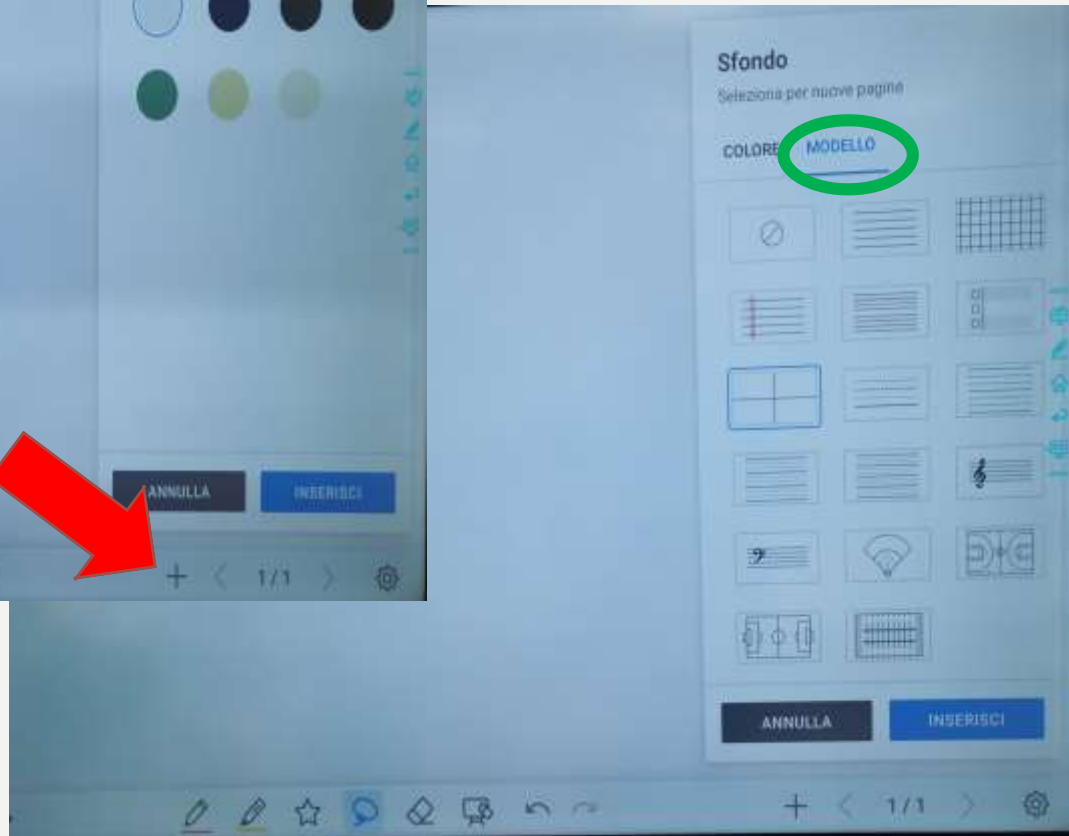 ANNULLA
INSERISCI
1/1
Sfondo
Seleziona per nuove pagine
COLORE
MODELLO
ANNULLA
INSERISCI
1/1